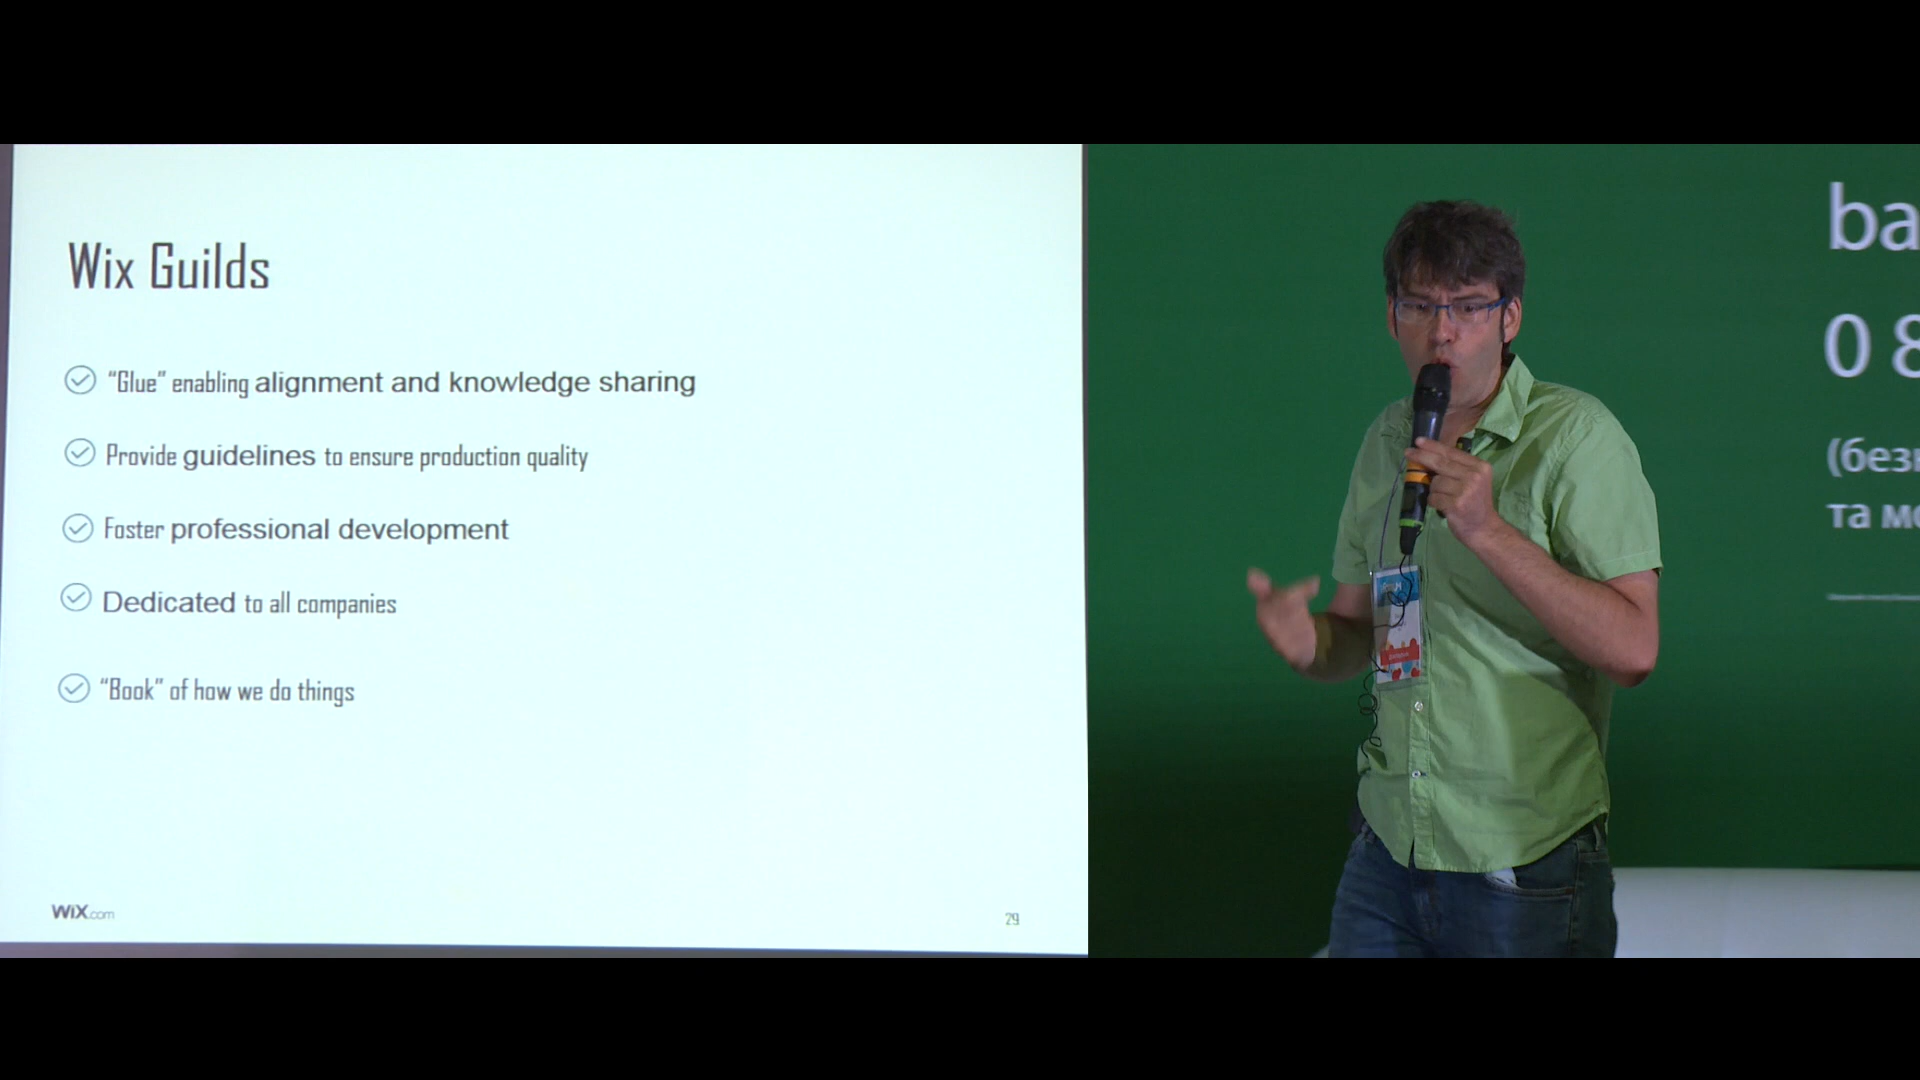 Wix Guilds
“Glue” enabling alignment and knowledge sharing
Provide guidelines to ensure production quality
Foster professional development
Dedicated to all companies
“Book” of how we do things
WiX.com
29
ba
0 8
(без
та м